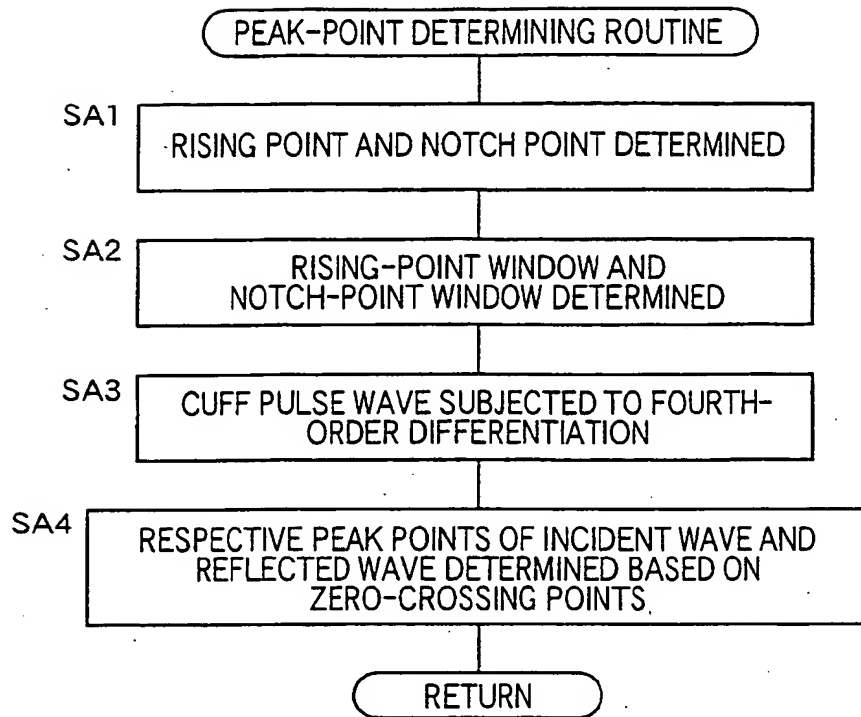 PEAK-POINT DETERMINING ROUTINE
SA1
RISING POINT AND NOTCH POINT DETERMINED
SA2
RISING-POINT WINDOW AND
NOTCH-POINT WINDOW DETERMINED
SA3
CUFF PULSE WAVE SUBJECTED TO FOURTH-
ORDER DIFFERENTIATION
SA4
RESPECTIVE PEAK POINTS OF INCIDENT WAVE AND
REFLECTED WAVE DETERMINED BASED ON
ZERO-CROSSING POINTS
RETURN